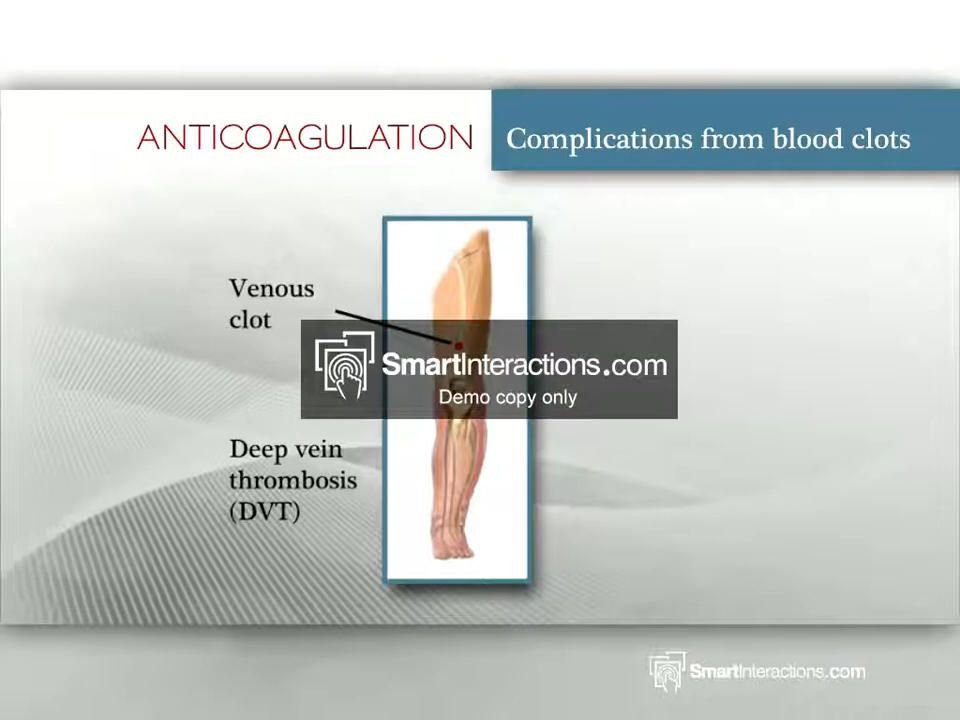 ANTICOAGULATION
Complications from blood clots
Venous
clot
SmartInteractions.com
Demo copy only
Deep vein
thrombosis
(DVT)
SmartInteractions.com